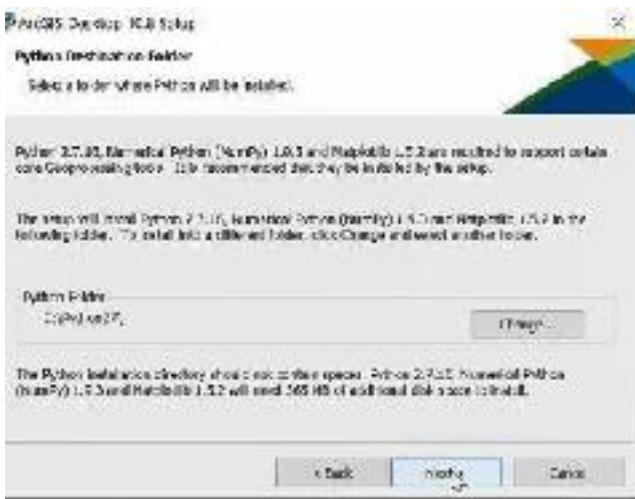 ArcGIS Desktop 10.8 Setup
Python Destination Folder
Select a folder where Python will be installed.
Python 2.7.16, Numerical Python (NumPy) 1.9.3 and Matplotlib 1.5.2 are required to support certain
core Geoprocessing tools. It is recommended that they be installed by the setup.
The setup will install Python 2.7.16, Numerical Python (NumPy) 1.9.3 and Matplotlib 1.5.2 in the
following folder. To install into a different folder, click Change and select another folder.
Python Folder
C:\Python27\
Change...
The Python installation directory should not contain spaces. Python 2.7.16, Numerical Python
(NumPy) 1.9.3 and Matplotlib 1.5.2 will need 365 MB of additional disk space to install.
< Back
Next >
Cancel